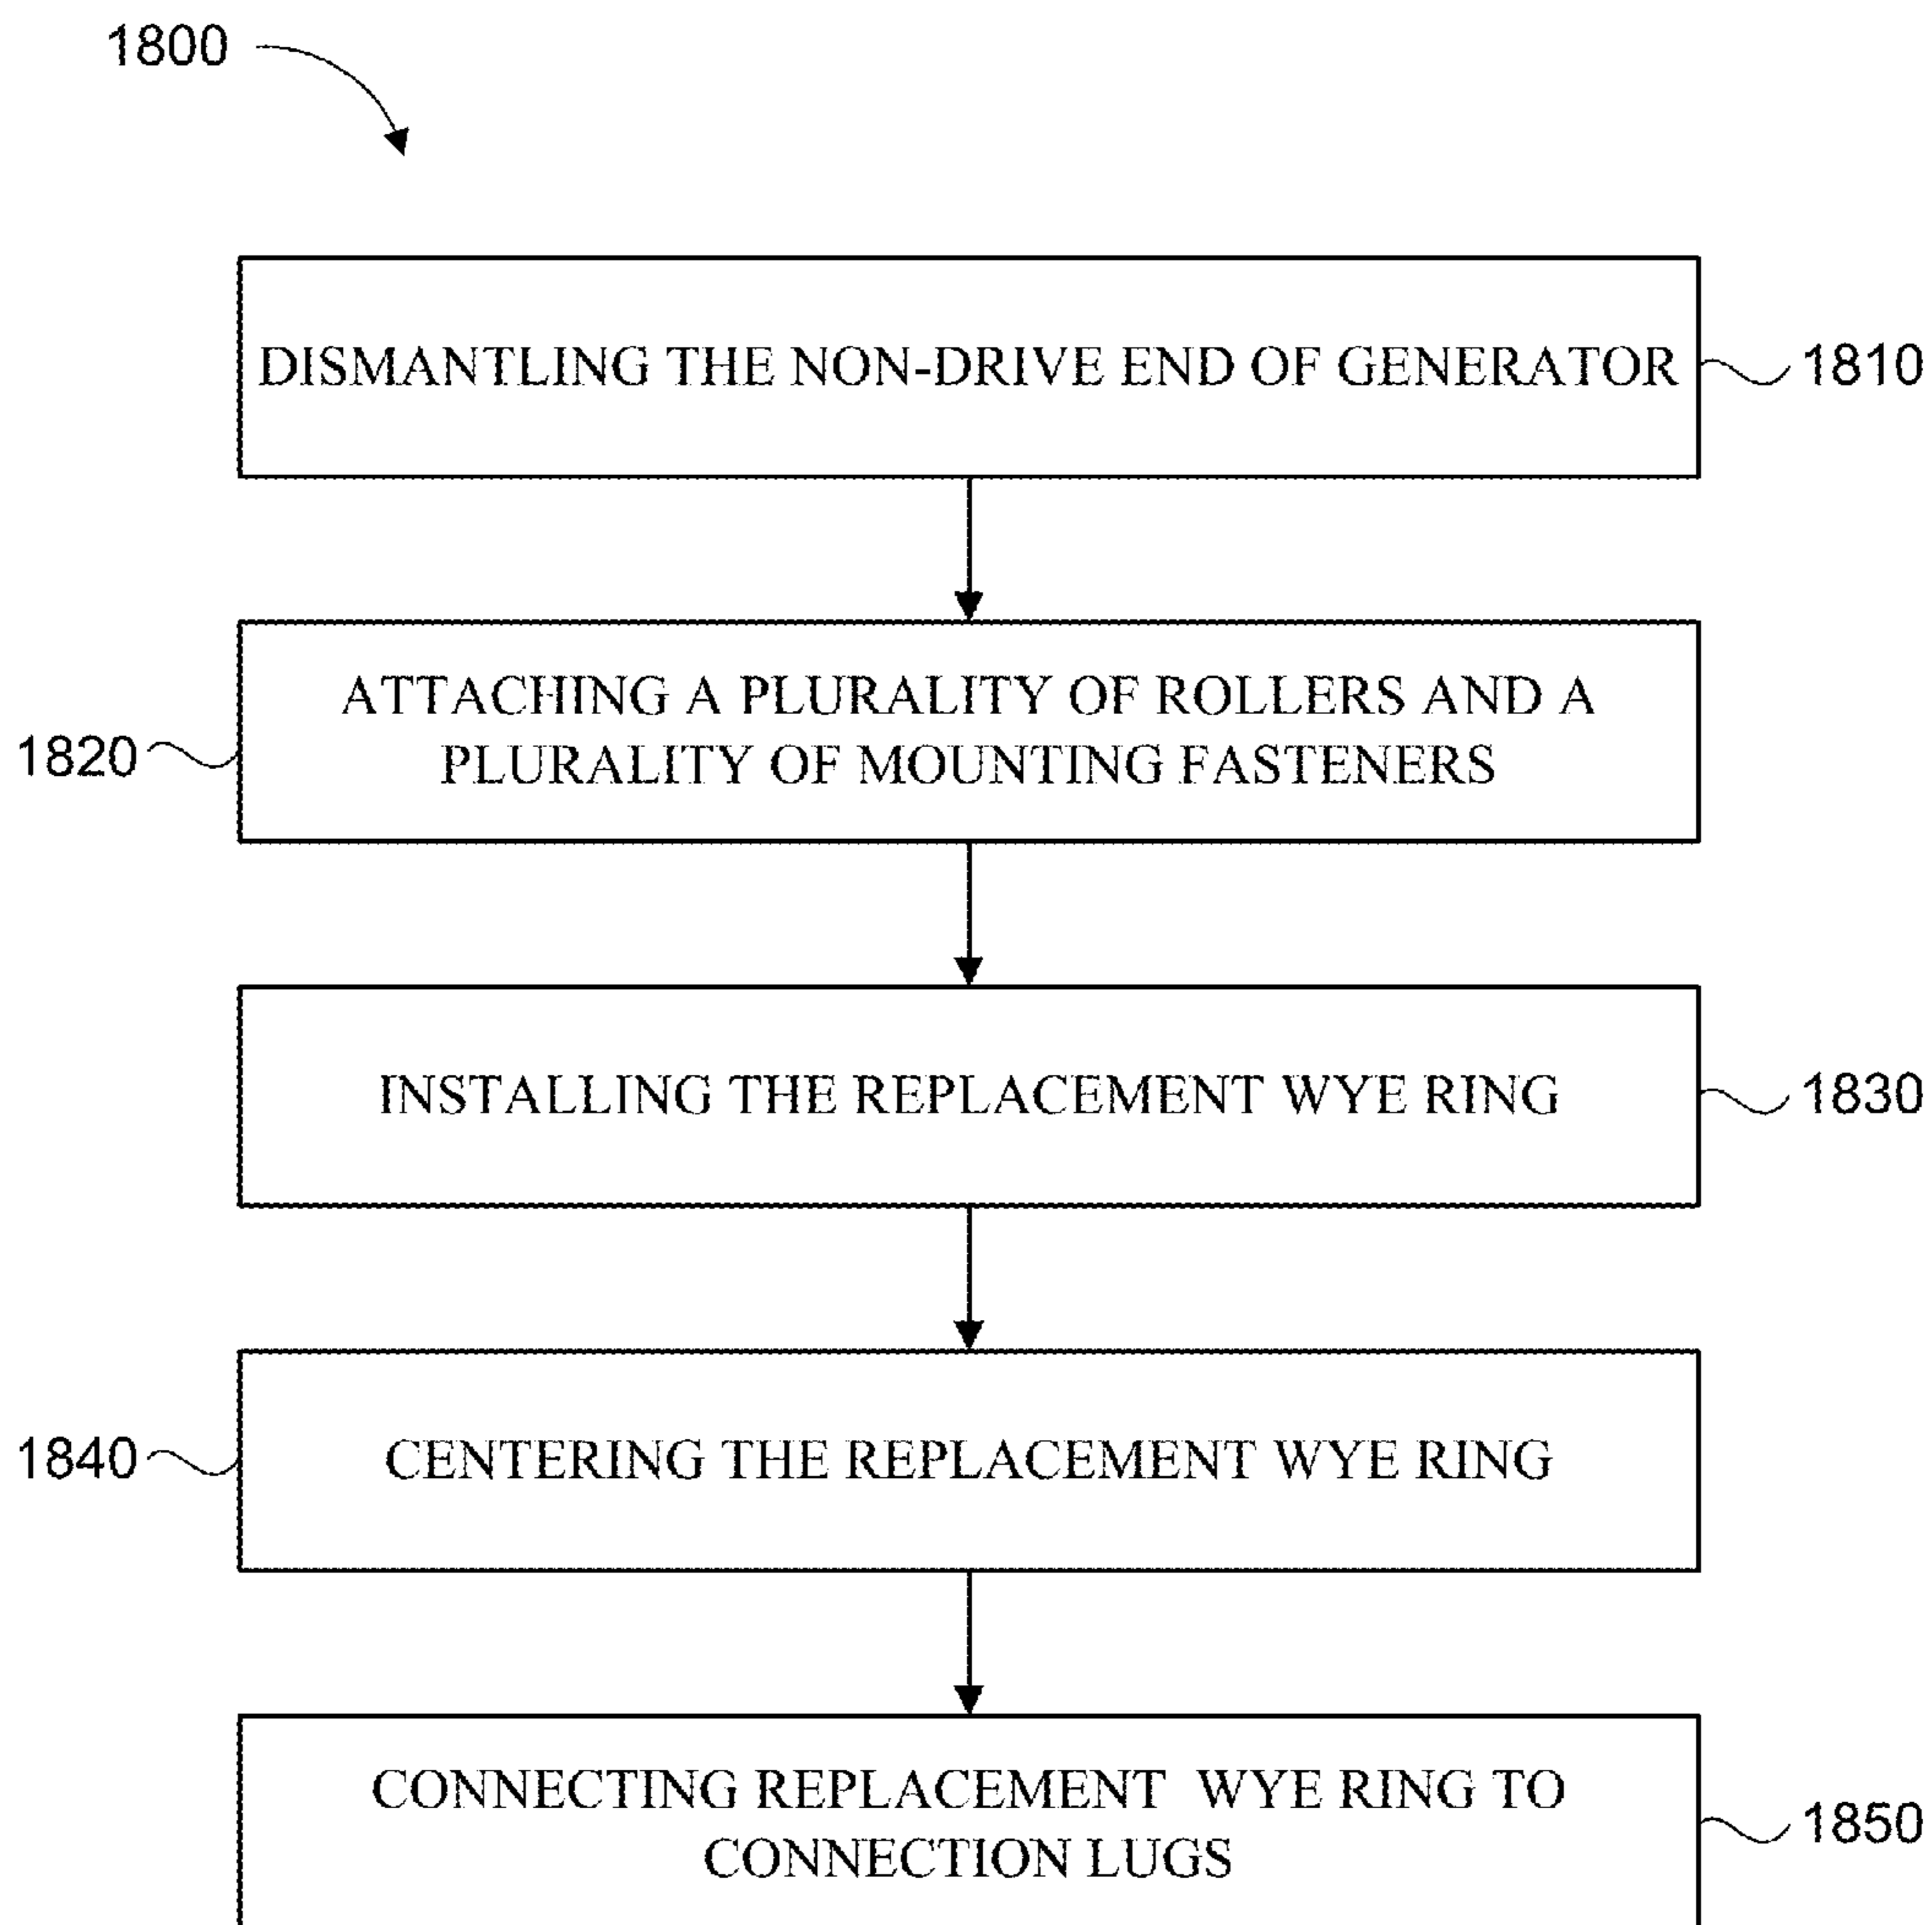 1800
DISMANTLING THE NON-DRIVE END OF GENERATOR
1810
ATTACHING A PLURALITY OF ROLLERS AND A
PLURALITY OF MOUNTING FASTENERS
1820
INSTALLING THE REPLACEMENT WYE RING
1830
CENTERING THE REPLACEMENT WYE RING
1840
CONNECTING REPLACEMENT WYE RING TO
CONNECTION LUGS
1850